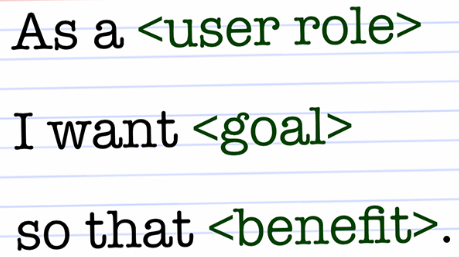 As a <user role>
I want <goal>
so that <benefit>.